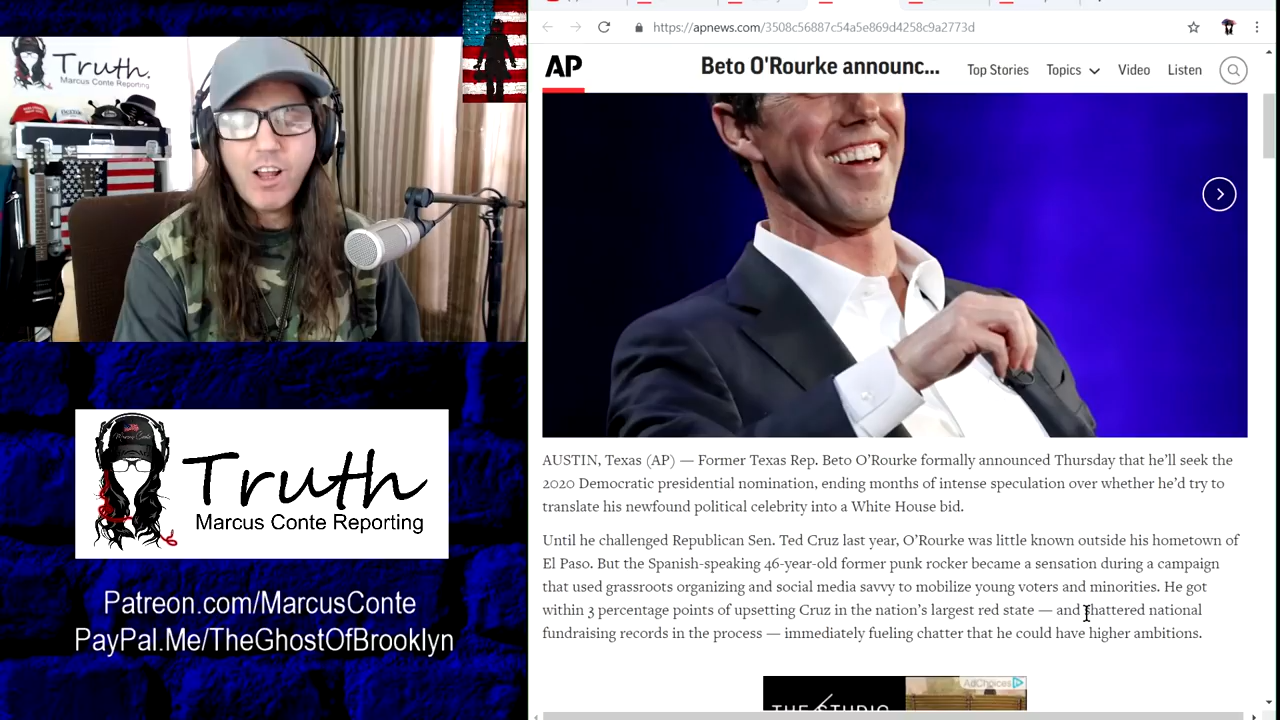 Truth.
Marcus Conte Reporting
Truth
Marcus Conte Reporting
Patreon.com/MarcusConte
PayPal.Me/TheGhostOfBrooklyn
https://apnews.com/3508c56887c54a5e869d4258c9a2773d
AP
Beto O'Rourke announc...
Top Stories
Topics
Video
Listen
AUSTIN, Texas (AP) — Former Texas Rep. Beto O’Rourke formally announced Thursday that he’ll seek the
2020 Democratic presidential nomination, ending months of intense speculation over whether he’d try to
translate his newfound political celebrity into a White House bid.
Until he challenged Republican Sen. Ted Cruz last year, O’Rourke was little known outside his hometown of
El Paso. But the Spanish-speaking 46-year-old former punk rocker became a sensation during a campaign
that used grassroots organizing and social media savvy to mobilize young voters and minorities. He got
within 3 percentage points of upsetting Cruz in the nation’s largest red state — and shattered national
fundraising records in the process — immediately fueling chatter that he could have higher ambitions.
AdChoices
THE STUDIO